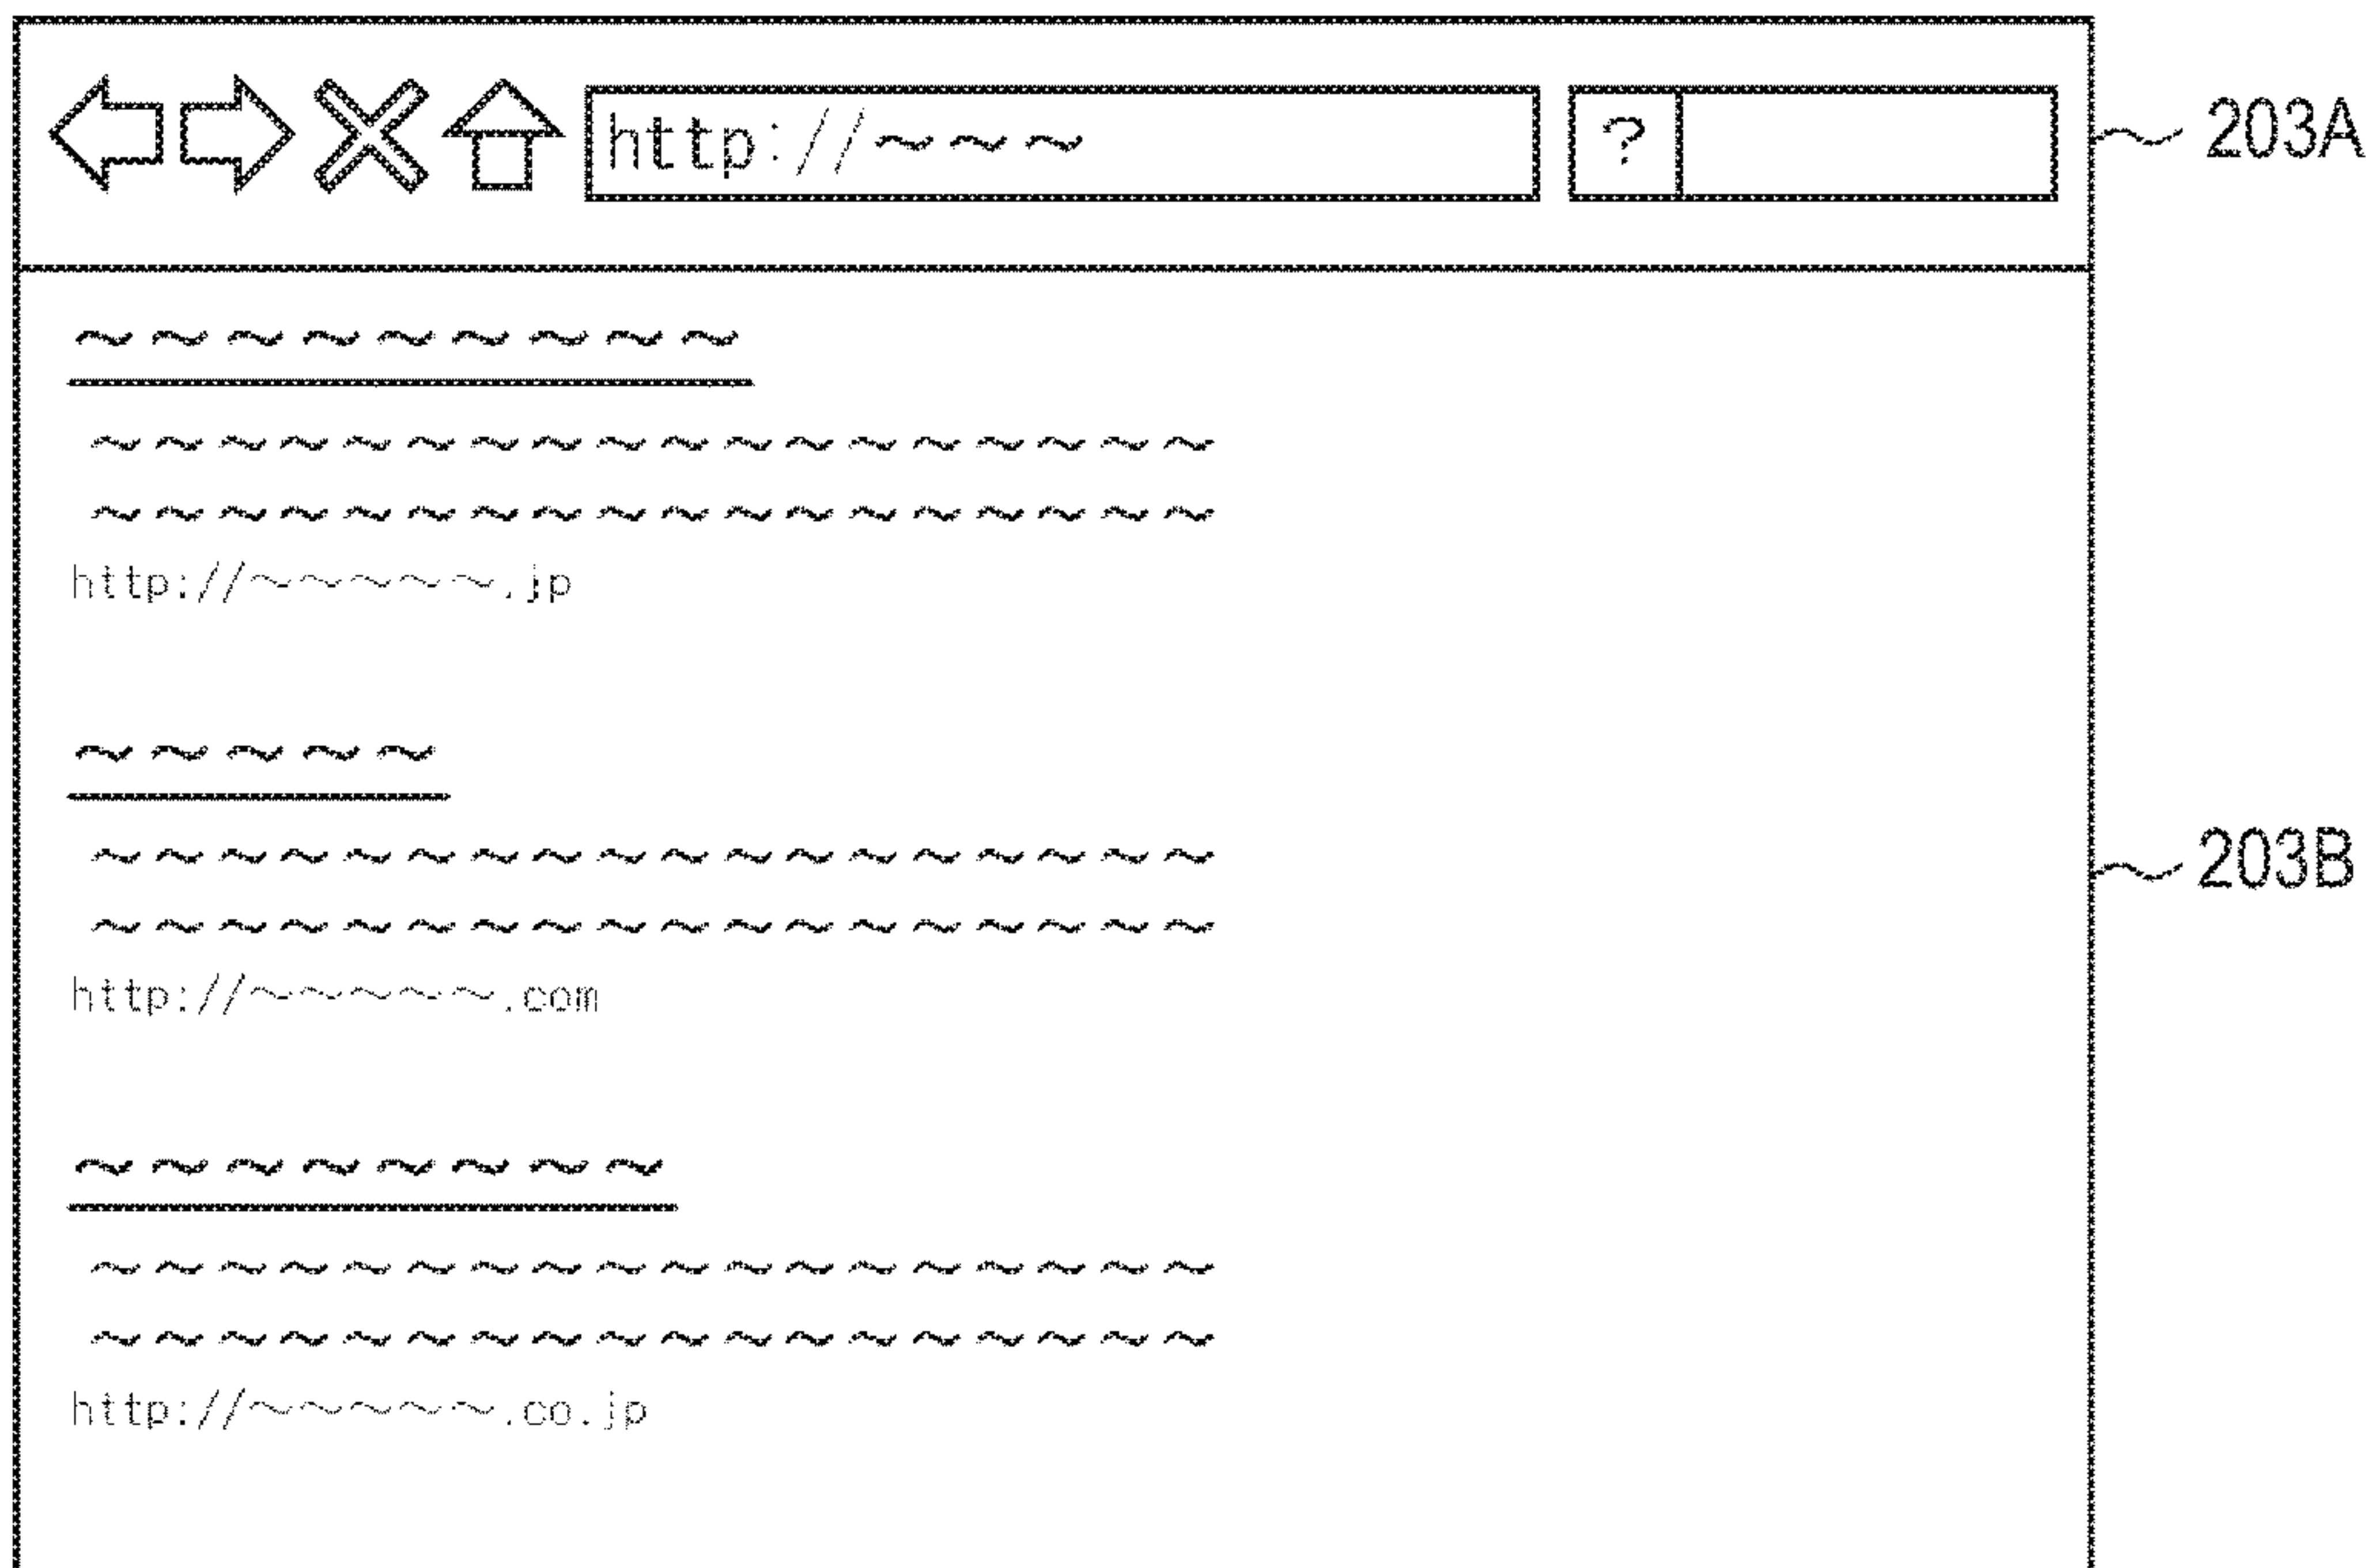 http://～～～ ? 203A
～～～～～～～～～
～～～～～～～～～～～～～～～～～～
～～～～～～～～～～～～～～～～～～
http://～～～～～.jp
～～～～～
～～～～～～～～～～～～～～～～～～
203B
～～～～～～～～～～～～～～～～～～
http://～～～～～.com
～～～～～～～～
～～～～～～～～～～～～～～～～～～
～～～～～～～～～～～～～～～～～～
http://～～～～～.co.jp